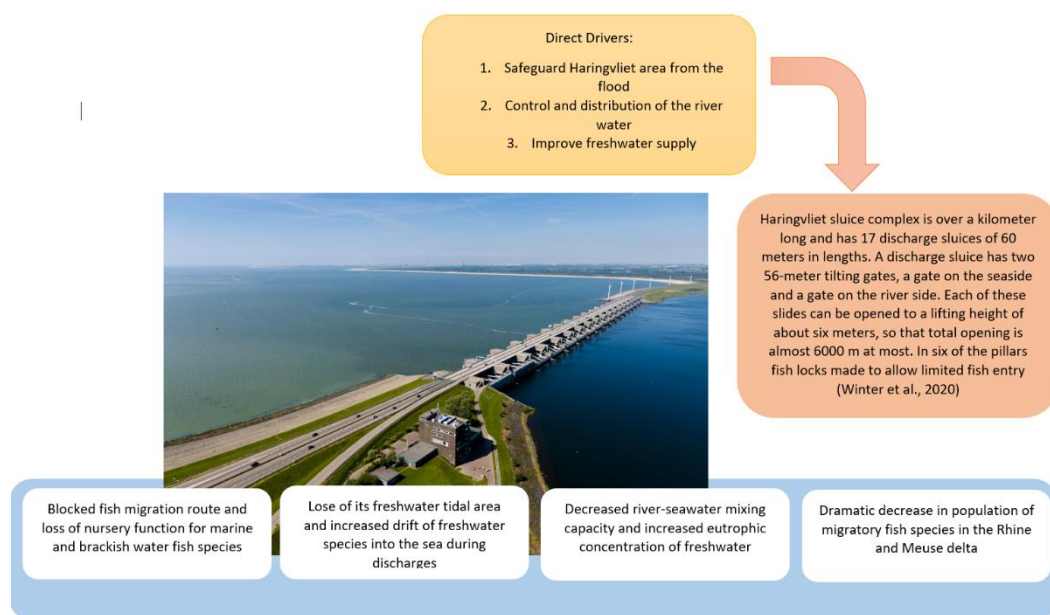 Direct Drivers:
1. Safeguard Haringvliet area from the
flood
2. Control and distribution of the river
water
3. Improve freshwater supply
Haringvliet sluice complex is over a kilometer
long and has 17 discharge sluices of 60
meters in lengths. A discharge sluice has two
56-meter tilting gates, a gate on the seaside
and a gate on the river side. Each of these
slides can be opened to a lifting height of
about six meters, so that total opening is
almost 6000 m at most. In six of the pillars
fish locks made to allow limited fish entry
(Winter et al., 2020)
Blocked fish migration route and
loss of nursery function for marine
and brackish water fish species
Lose of its freshwater tidal area
and increased drift of freshwater
species into the sea during
discharges
Decreased river-seawater mixing
capacity and increased eutrophic
concentration of freshwater
Dramatic decrease in population of
migratory fish species in the Rhine
and Meuse delta